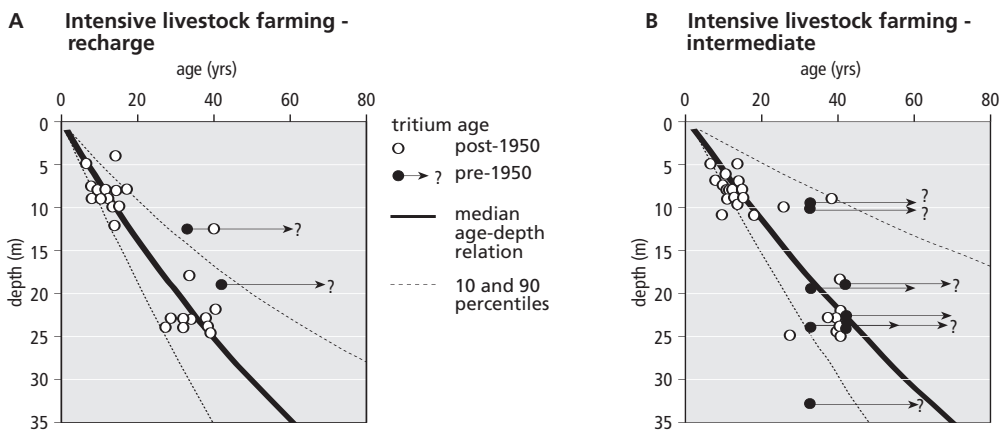 A
Intensive livestock farming -
recharge
age (yrs)
0 20 40 60 80
0
5
10
15
20
25
30
35
depth (m)
?
?
tritium age
post-1950
? pre-1950
median
age-depth
relation
10 and 90
percentiles
B
Intensive livestock farming -
intermediate
age (yrs)
0 20 40 60 80
0
5
10
15
20
25
30
35
depth (m)
?
?
?
?
?